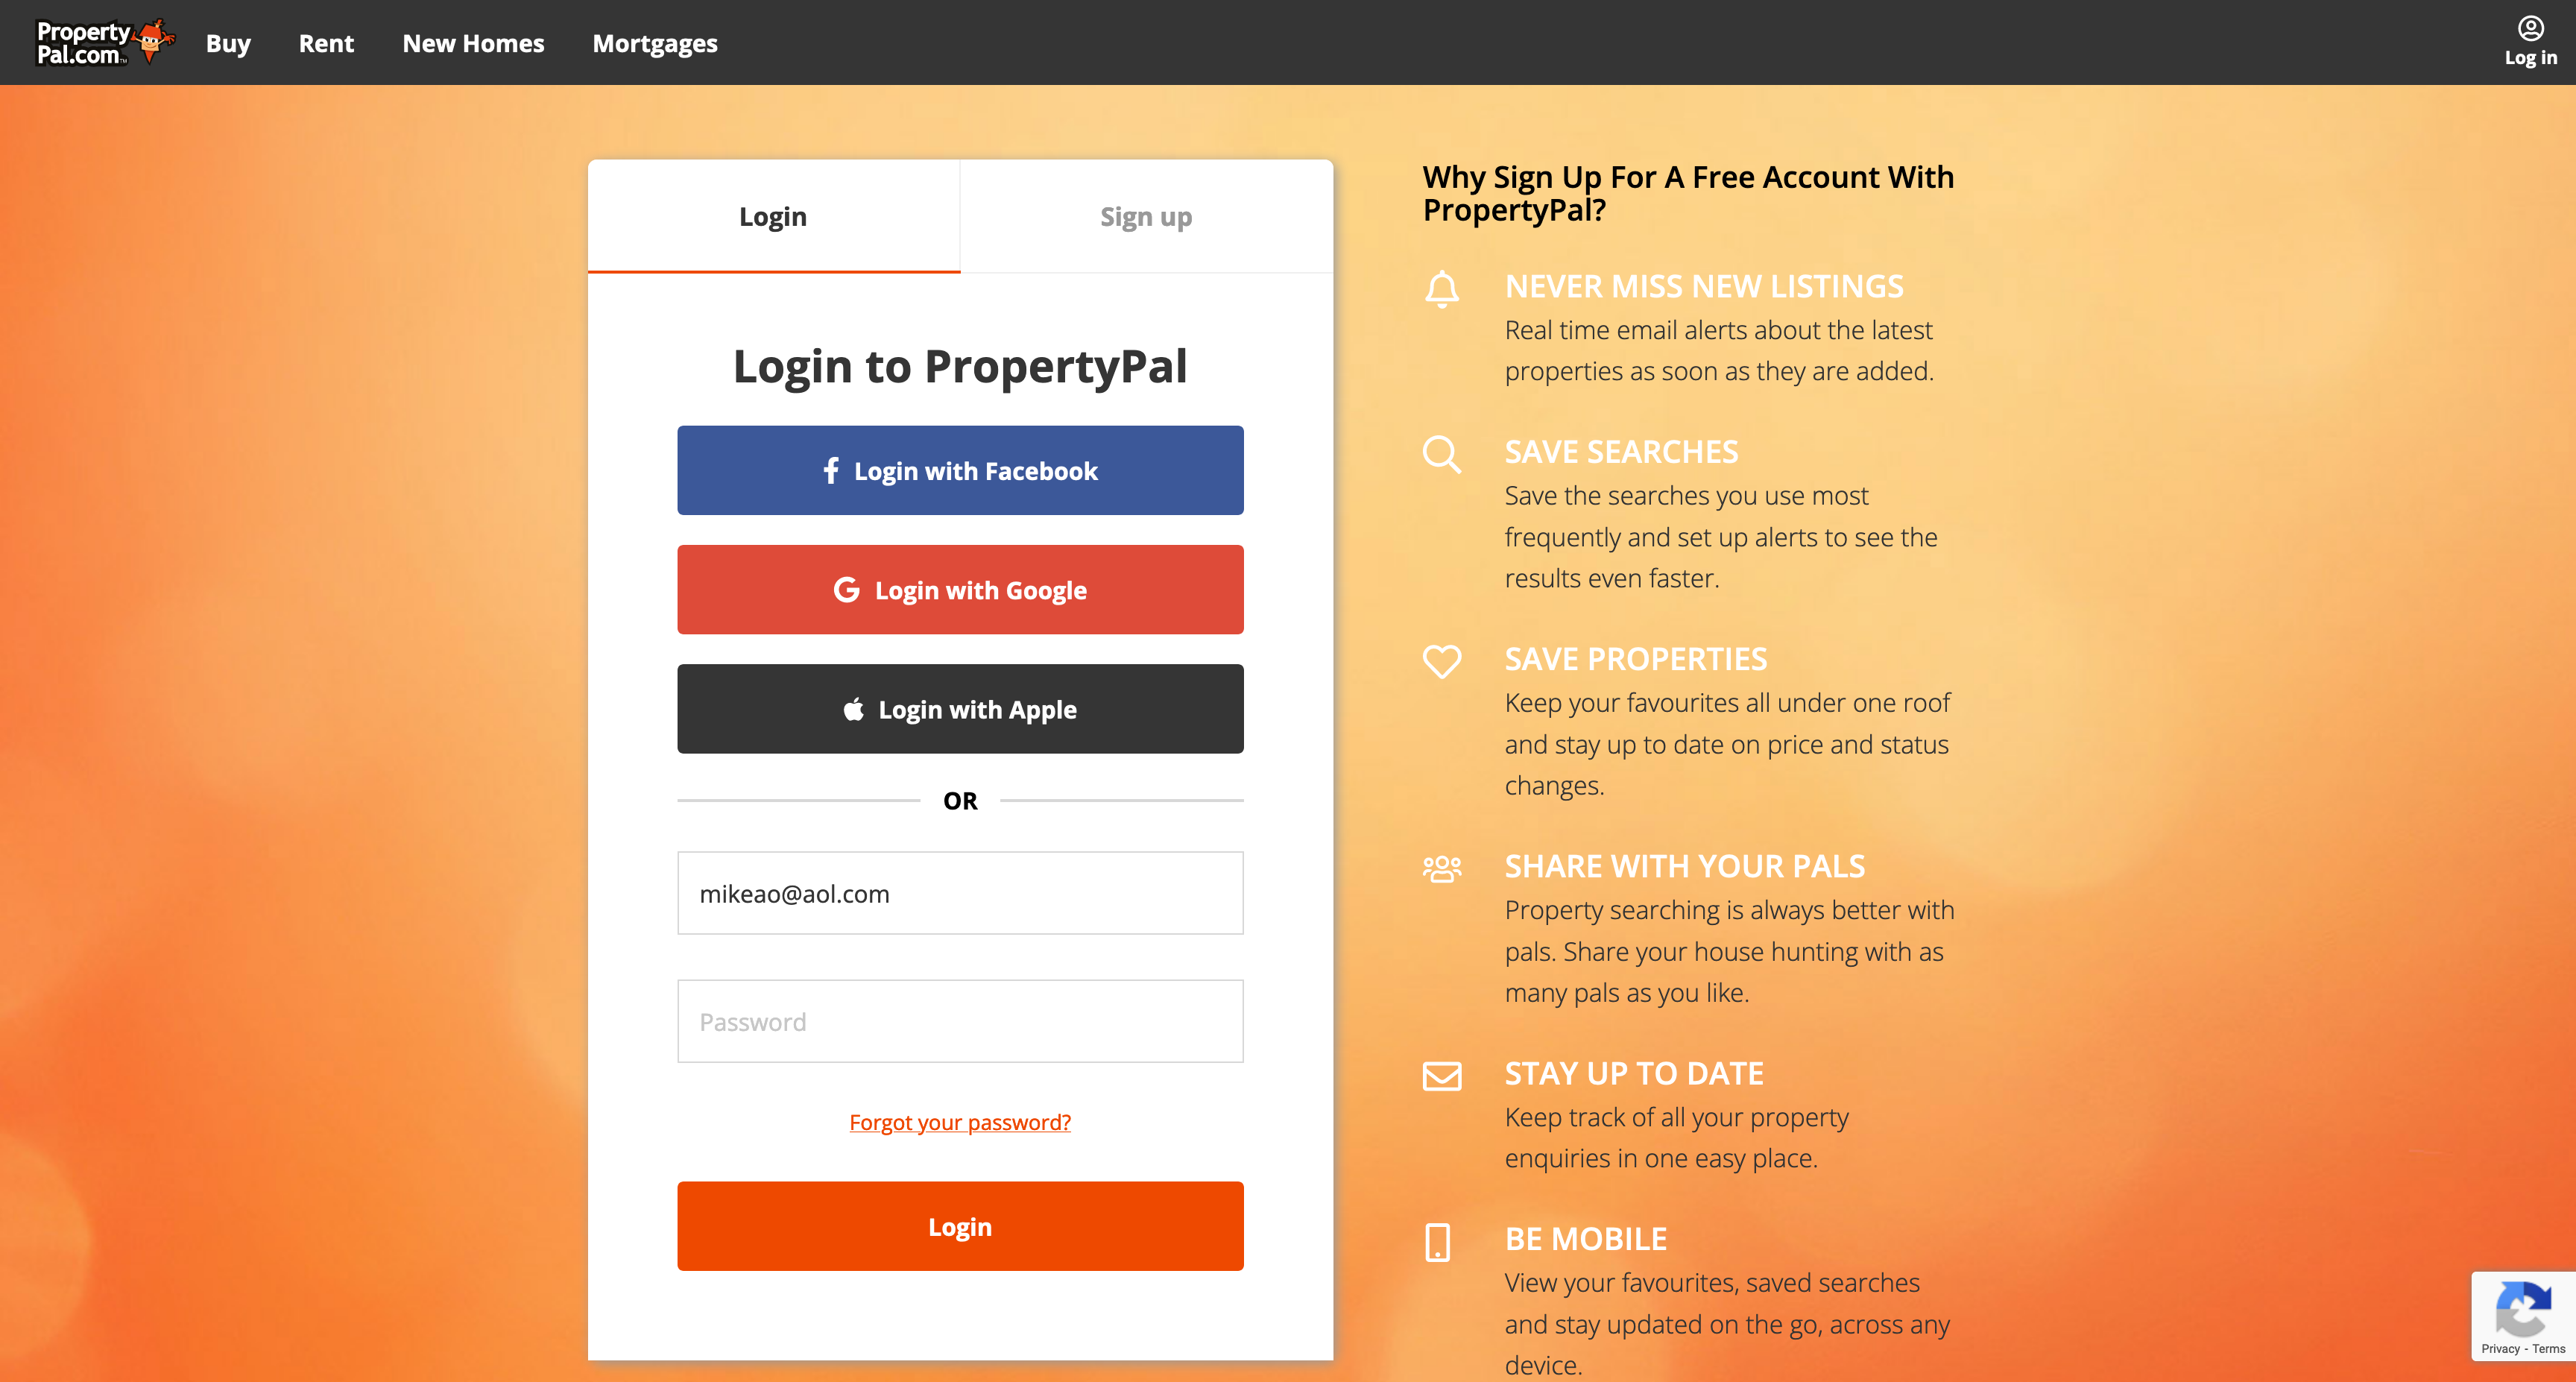 Property
Pal.com™
Buy
Rent
New Homes
Mortgages
Log in
Login
Sign up
Login to PropertyPal
Login with Facebook
Login with Google
Login with Apple
OR
mikeao@aol.com
Password
Forgot your password?
Login
Why Sign Up For A Free Account With
PropertyPal?
NEVER MISS NEW LISTINGS
Real time email alerts about the latest
properties as soon as they are added.
SAVE SEARCHES
Save the searches you use most
frequently and set up alerts to see the
results even faster.
SAVE PROPERTIES
Keep your favourites all under one roof
and stay up to date on price and status
changes.
SHARE WITH YOUR PALS
Property searching is always better with
pals. Share your house hunting with as
many pals as you like.
STAY UP TO DATE
Keep track of all your property
enquiries in one easy place.
BE MOBILE
View your favourites, saved searches
and stay updated on the go, across any
device.
Privacy - Terms